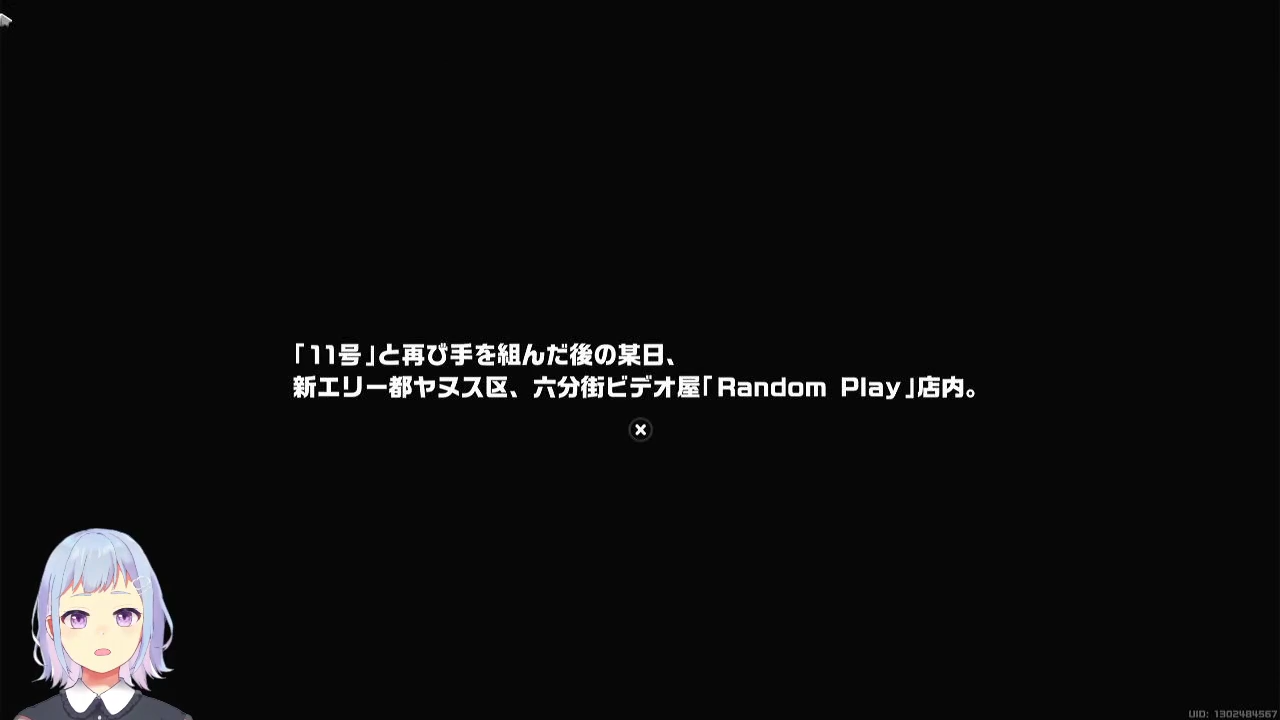 「11号」と再び手を組んだ後の某日、
新エリー都ヤヌス区、六分街ビデオ屋「Random Play」店内。
UID: 1302484567